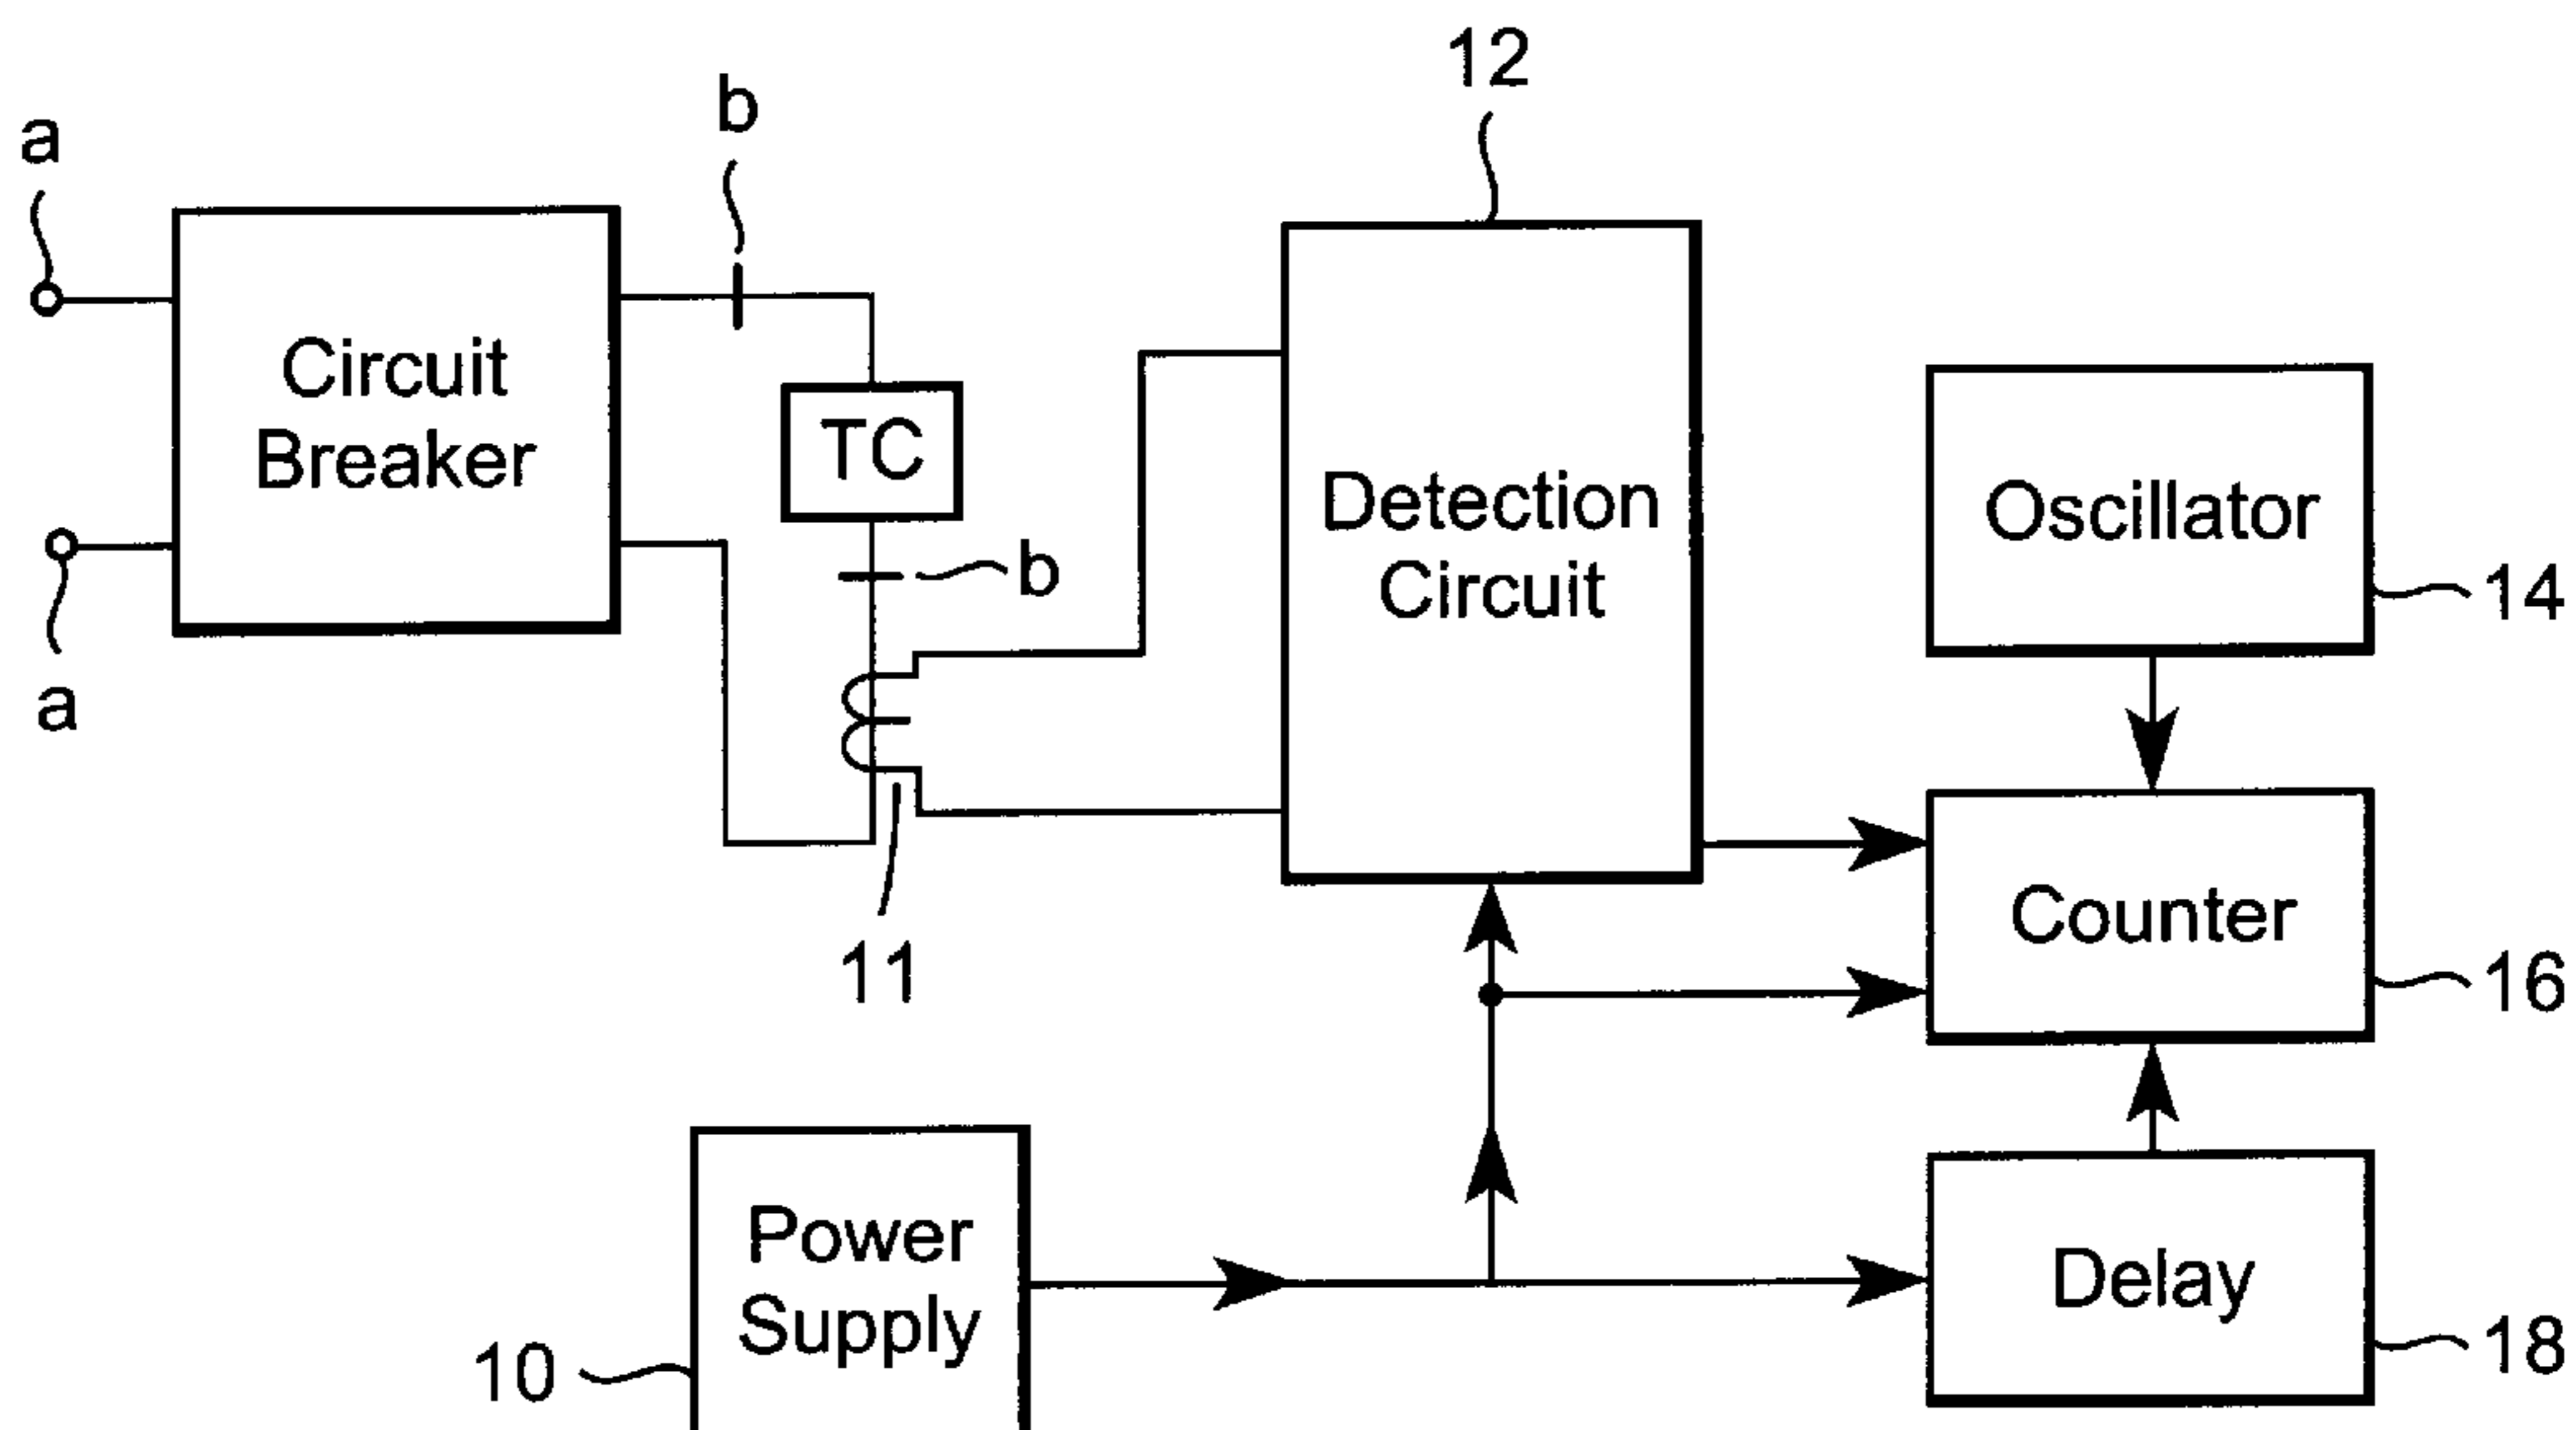 12
b
a
Circuit
Breaker
TC
b
Detection
Circuit
Oscillator
14
a
11
Counter
16
Power
Supply
10
Delay
18